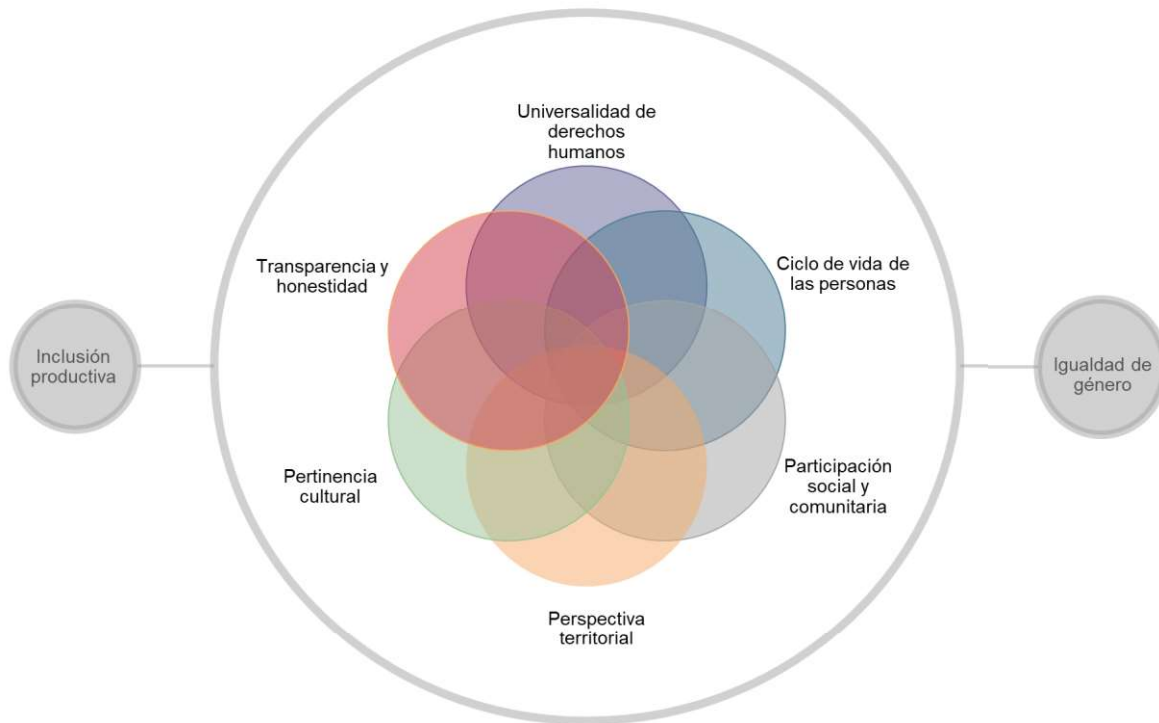 Universalidad de
derechos
humanos
Transparencia y
honestidad
Ciclo de vida de
las personas
Inclusión
productiva
Igualdad de
género
Pertinencia
cultural
Participación
social y
comunitaria
Perspectiva
territorial